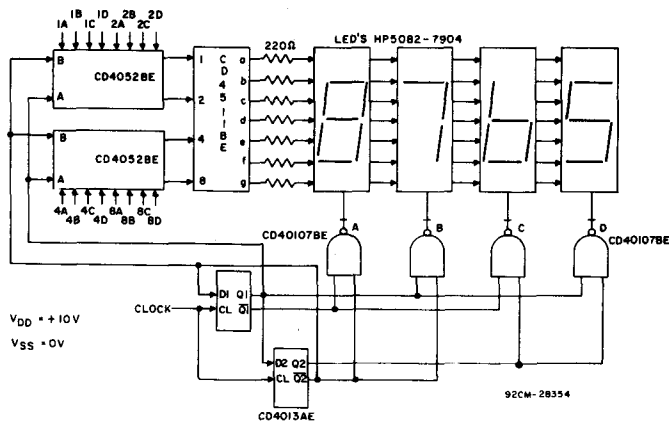 1A 1B 1C 1D 2A 2B 2C 2D
B
A
CD4052BE
B
A
CD4052BE
4A 4B 4C 4D 8A 8B 8C 8D
1
2
4
8
CD4511BE
a
b
c
d
e
f
g
220Ω
LED'S HP5082-7904
A
B
C
D
CD40107BE
CD40107BE
CLOCK
D1 Q1
CL Q̅1̅
D2 Q2
CL Q̅2̅
CD4013AE
VDD = +10V
VSS = 0V
92CM-28354